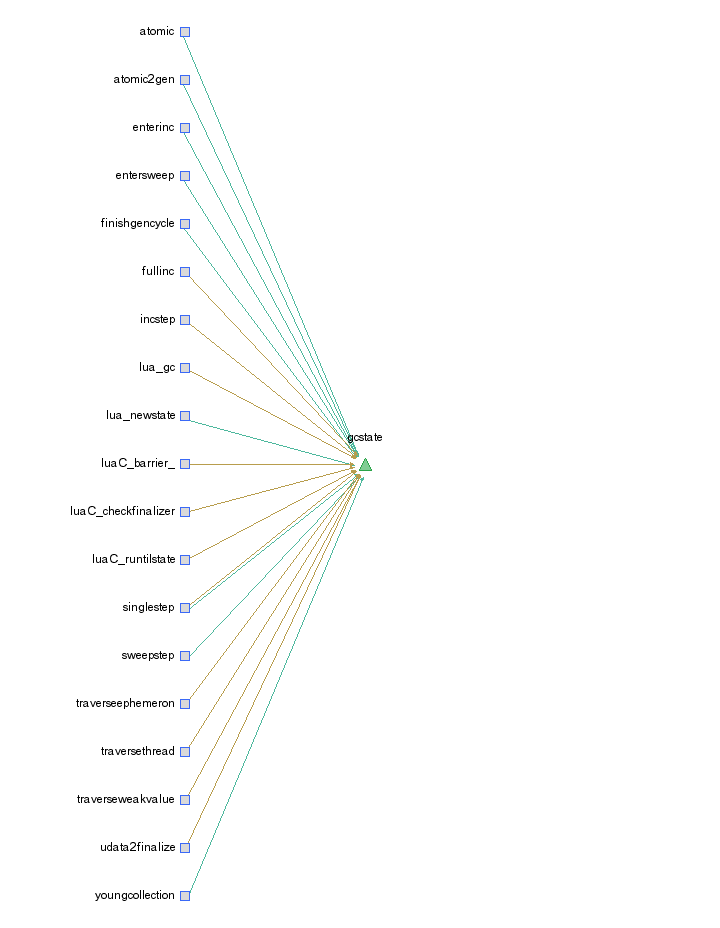 atomic
atomic2gen
enterinc
entersweep
finishgencycle
fullinc
incstep
lua_gc
lua_newstate
gcstate
luaC_barrier_
luaC_checkfinalizer
luaC_runtilstate
singlestep
sweepstep
traverseephemeron
traversethread
traverseweakvalue
udata2finalize
youngcollection